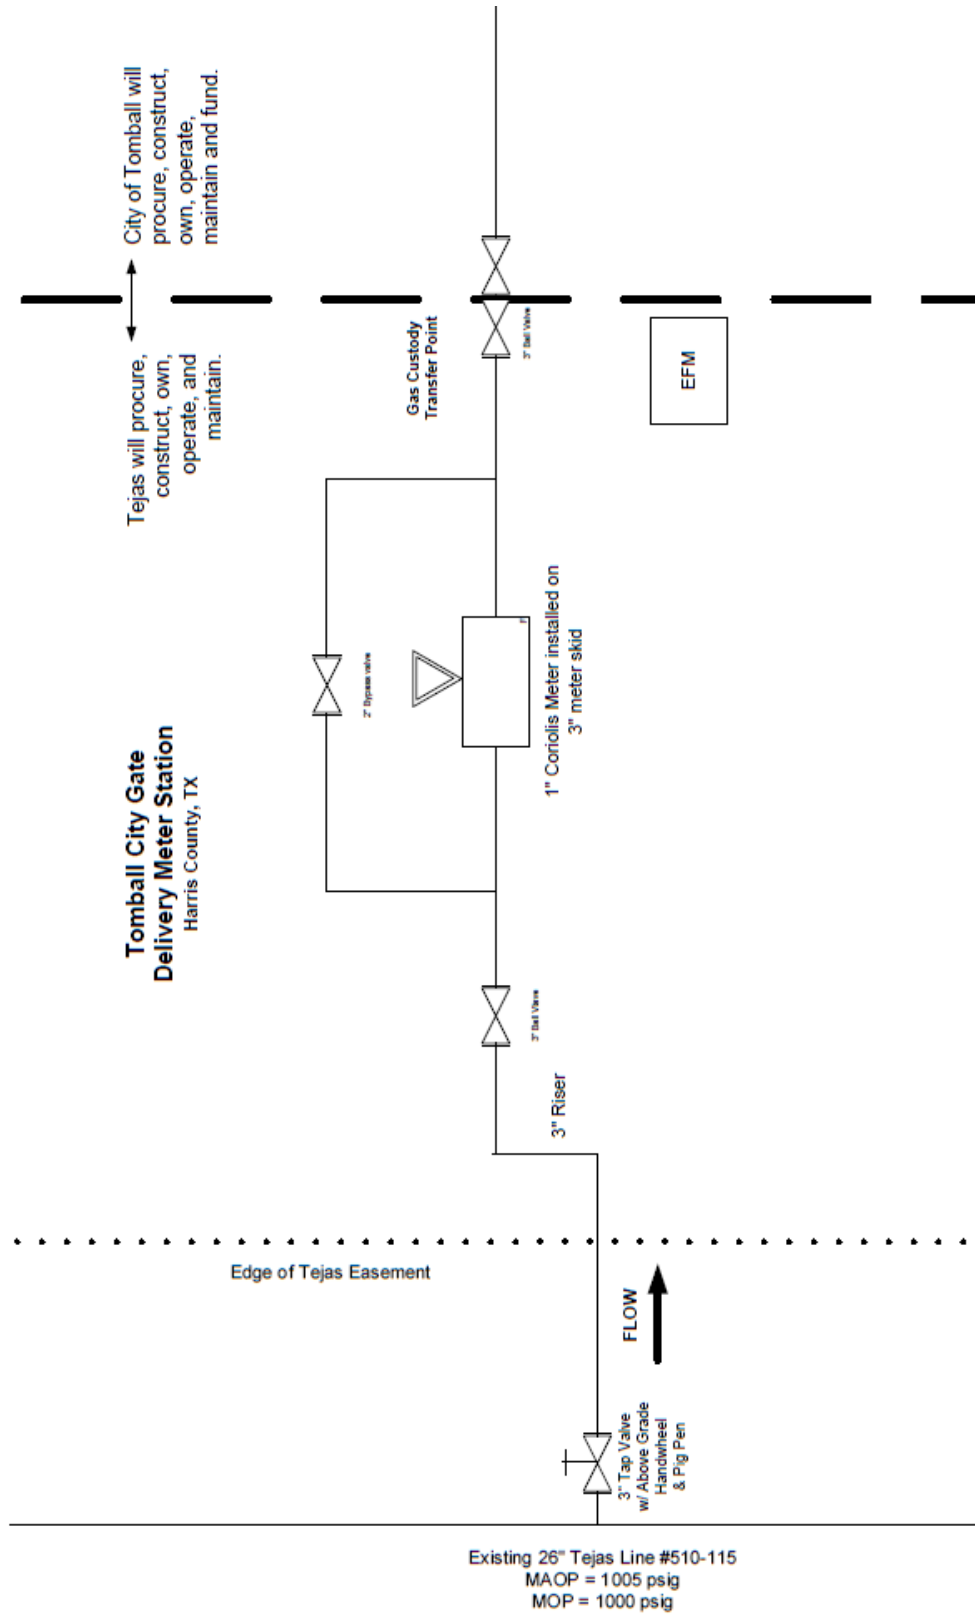 Tomball City Gate
Delivery Meter Station
Harris County, TX
Tejas will procure,
construct, own,
operate, and
maintain.
City of Tomball will
procure, construct,
own, operate,
maintain and fund.
Gas Custody
Transfer Point
3" Ball Valve
EFM
2" Bypass valve
1" Coriolis Meter installed on
3" meter skid
3" Ball Valve
3" Riser
Edge of Tejas Easement
FLOW
3" Tap Valve
w/ Above Grade
Handwheel
& Pig Pen
Existing 26" Tejas Line #510-115
MAOP = 1005 psig
MOP = 1000 psig